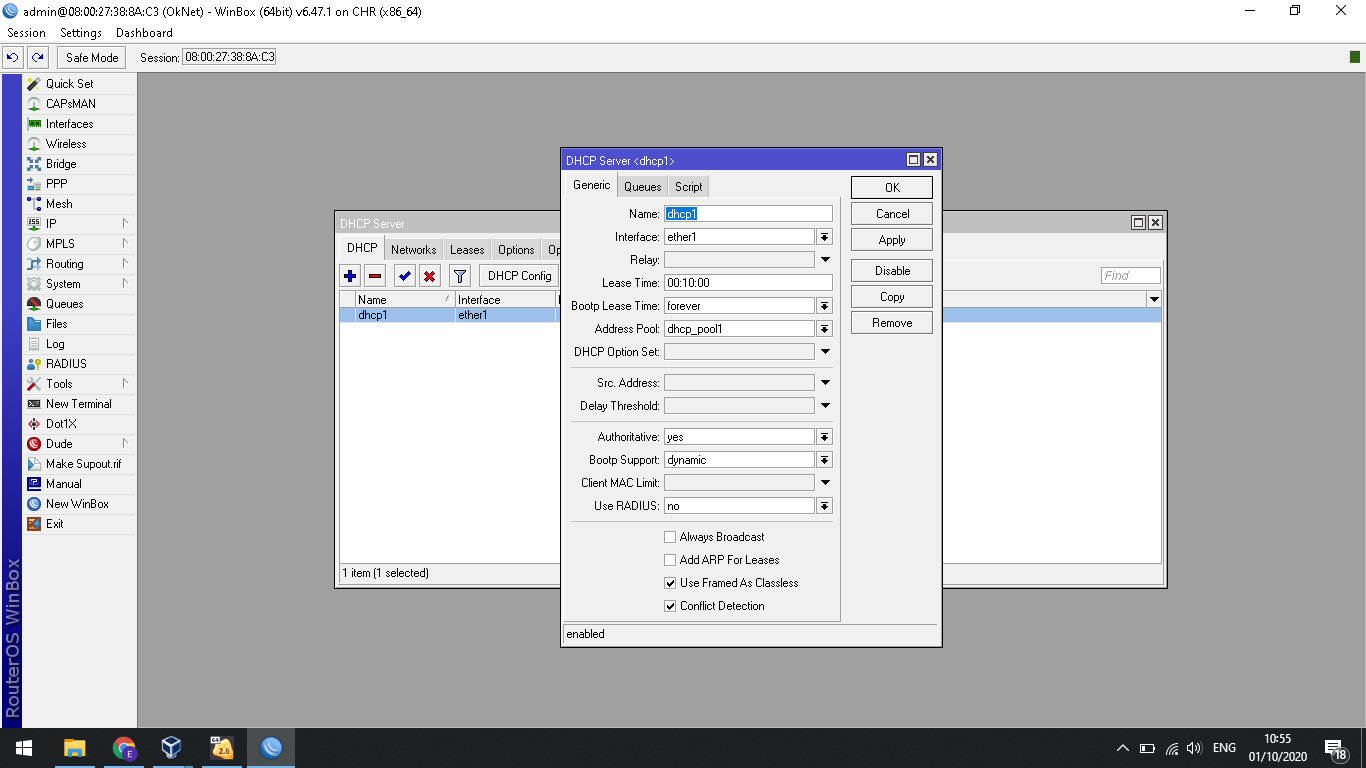 admin@08:00:27:38:8A:C3 (OkNet) - WinBox (64bit) v6.47.1 on CHR (x86_64)
Session Settings Dashboard
Safe Mode Session: 08:00:27:38:8A:C3
Quick Set
CAPsMAN
Interfaces
Wireless
Bridge
PPP
Mesh
IP
MPLS
Routing
System
Queues
Files
Log
RADIUS
Tools
New Terminal
Dot1X
Dude
Make Supout.rif
Manual
New WinBox
Exit
RouterOS WinBox
DHCP Server
DHCP Networks Leases Options
DHCP Config Find
Name Interface
dhcp1 ether1
1 item (1 selected)
DHCP Server <dhcp1>
Generic Queues Script
Name: dhcp1
Interface: ether1
Relay:
Lease Time: 00:10:00
Bootp Lease Time: forever
Address Pool: dhcp_pool1
DHCP Option Set:
Src. Address:
Delay Threshold:
Authoritative: yes
Bootp Support: dynamic
Client MAC Limit:
Use RADIUS: no
Always Broadcast
Add ARP For Leases
Use Framed As Classless
Conflict Detection
enabled
OK
Cancel
Apply
Disable
Copy
Remove
E
64
2.6
ENG
10:55
01/10/2020
18